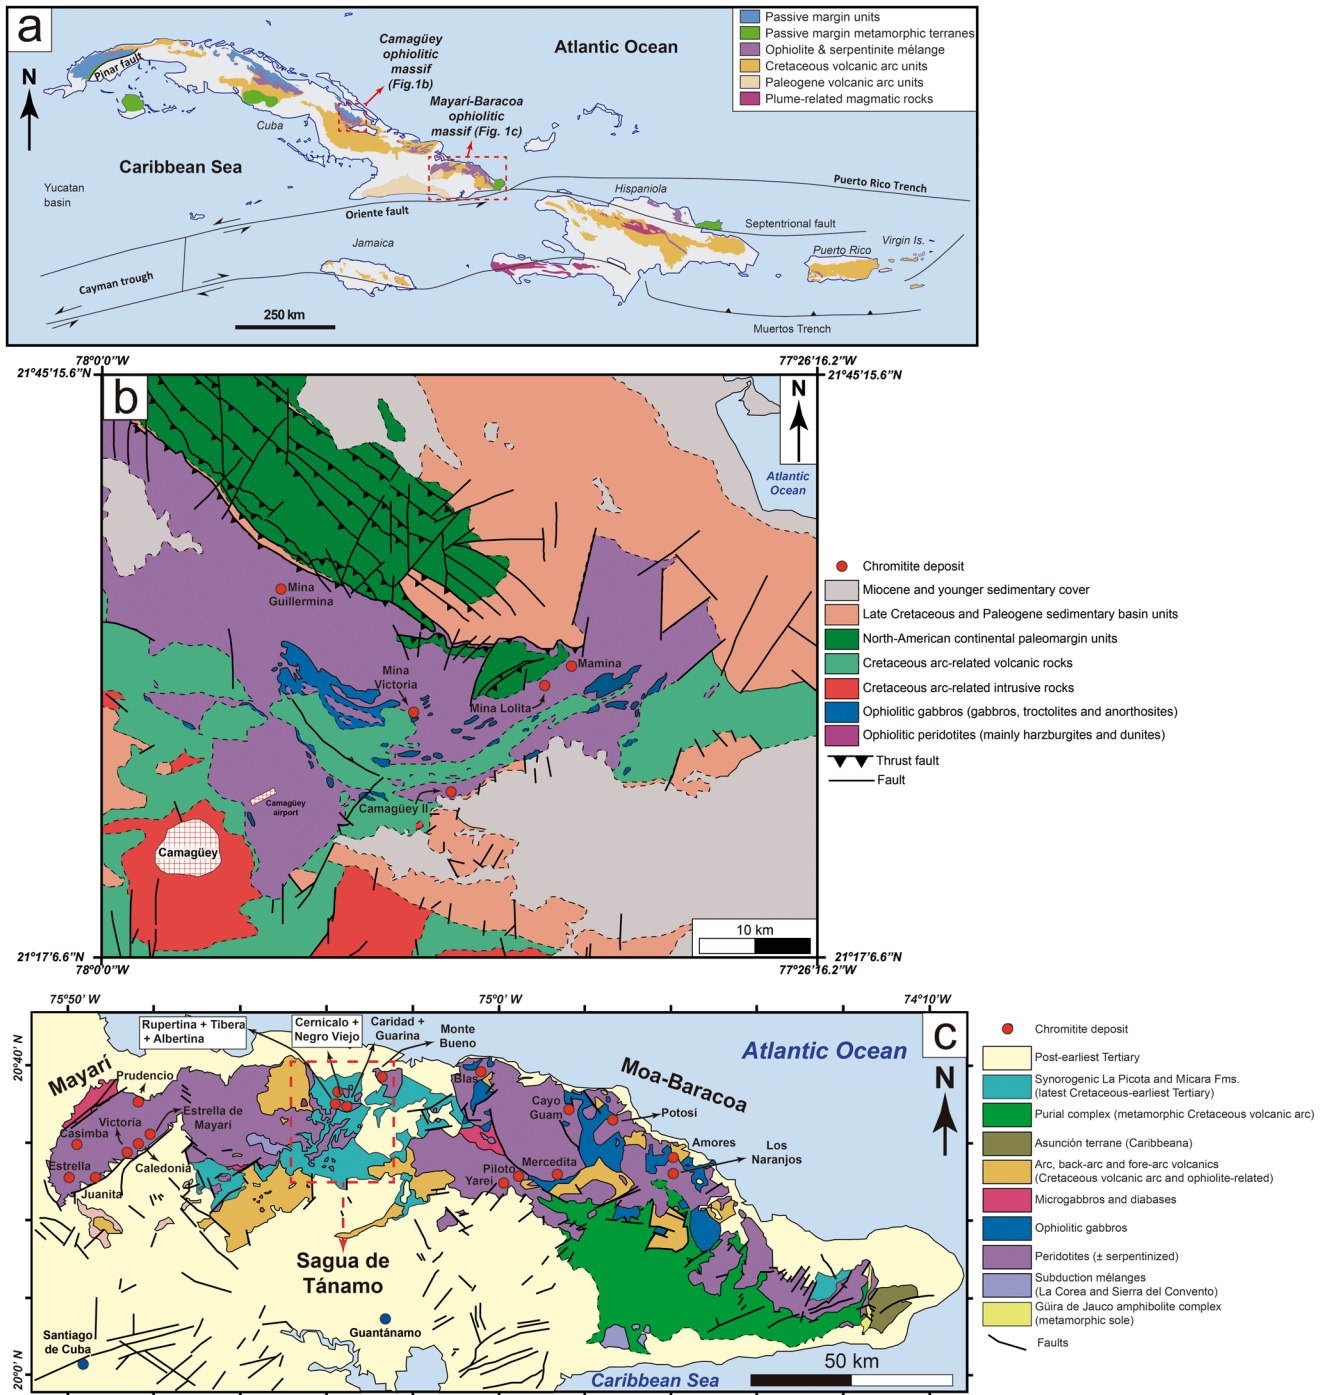 a
N
Pinar fault
Camagüey
ophiolitic
massif
(Fig.1b)
Atlantic Ocean
Mayarí-Baracoa
ophiolitic
massif (Fig. 1c)
Cuba
Caribbean Sea
Yucatan
basin
Oriente fault
Hispaniola
Puerto Rico Trench
Septentrional fault
Jamaica
Puerto Rico
Virgin Is.
Cayman trough
250 km
Muertos Trench
Passive margin units
Passive margin metamorphic terranes
Ophiolite & serpentinite mélange
Cretaceous volcanic arc units
Paleogene volcanic arc units
Plume-related magmatic rocks
78°0'0''W
77°26'16.2''W
21°45'15.6''N
21°45'15.6''N
b
N
Atlantic
Ocean
Mina
Guillermina
Mina
Victoria
Mamina
Mina Lolita
Camagüey
airport
Camagüey II
Camagüey
10 km
21°17'6.6''N
21°17'6.6''N
78°0'0''W
77°26'16.2''W
Chromitite deposit
Miocene and younger sedimentary cover
Late Cretaceous and Paleogene sedimentary basin units
North-American continental paleomargin units
Cretaceous arc-related volcanic rocks
Cretaceous arc-related intrusive rocks
Ophiolitic gabbros (gabbros, troctolites and anorthosites)
Ophiolitic peridotites (mainly harzburgites and dunites)
Thrust fault
Fault
75°50' W
75°0' W
74°10' W
20°40' N
20°0' N
c
N
Rupertina + Tibera
+ Albertina
Cernicalo +
Negro Viejo
Caridad +
Guarina
Monte
Bueno
Atlantic Ocean
Mayarí
Prudencio
Blas
Moa-Baracoa
Victoria
Estrella de
Mayarí
Casimba
Cayo
Guam
Potosí
Estrella
Caledonia
Juanita
Piloto
Mercedita
Yarei
Amores
Los
Naranjos
Sagua de
Tánamo
Guantánamo
Santiago
de Cuba
50 km
Caribbean Sea
Chromitite deposit
Post-earliest Tertiary
Synorogenic La Picota and Mícara Fms.
(latest Cretaceous-earliest Tertiary)
Purial complex (metamorphic Cretaceous volcanic arc)
Asunción terrane (Caribbeana)
Arc, back-arc and fore-arc volcanics
(Cretaceous volcanic arc and ophiolite-related)
Microgabbros and diabases
Ophiolitic gabbros
Peridotites (± serpentinized)
Subduction mélanges
(La Corea and Sierra del Convento)
Güira de Jauco amphibolite complex
(metamorphic sole)
Faults